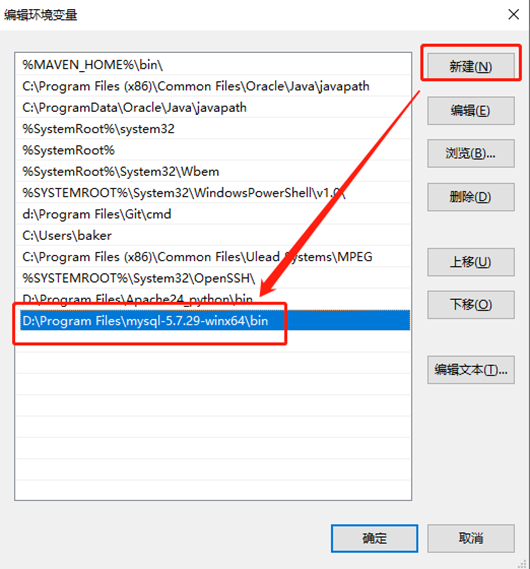 编辑环境变量
%MAVEN_HOME%\bin\
C:\Program Files (x86)\Common Files\Oracle\Java\javapath
C:\ProgramData\Oracle\Java\javapath
%SystemRoot%\system32
%SystemRoot%
%SystemRoot%\System32\Wbem
%SYSTEMROOT%\System32\WindowsPowerShell\v1.0\
d:\Program Files\Git\cmd
C:\Users\baker
C:\Program Files (x86)\Common Files\Ulead Systems\MPEG
%SYSTEMROOT%\System32\OpenSSH\
D:\Program Files\Apache24_python\bin
D:\Program Files\mysql-5.7.29-winx64\bin
新建(N)
编辑(E)
浏览(B)...
删除(D)
上移(U)
下移(O)
编辑文本(T)...
确定
取消